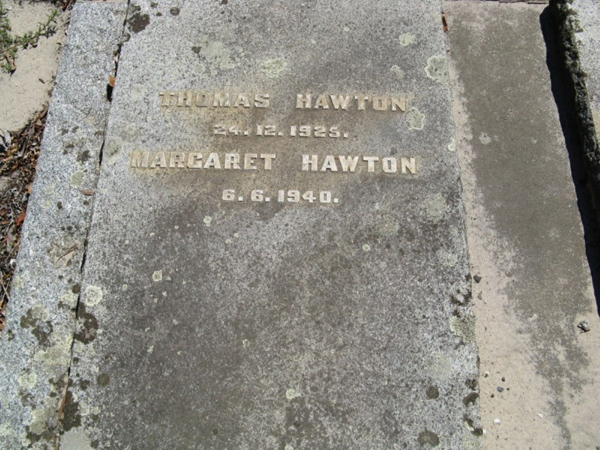 THOMAS HAWTON
24.12.1925.
MARGARET HAWTON
6.6.1940.